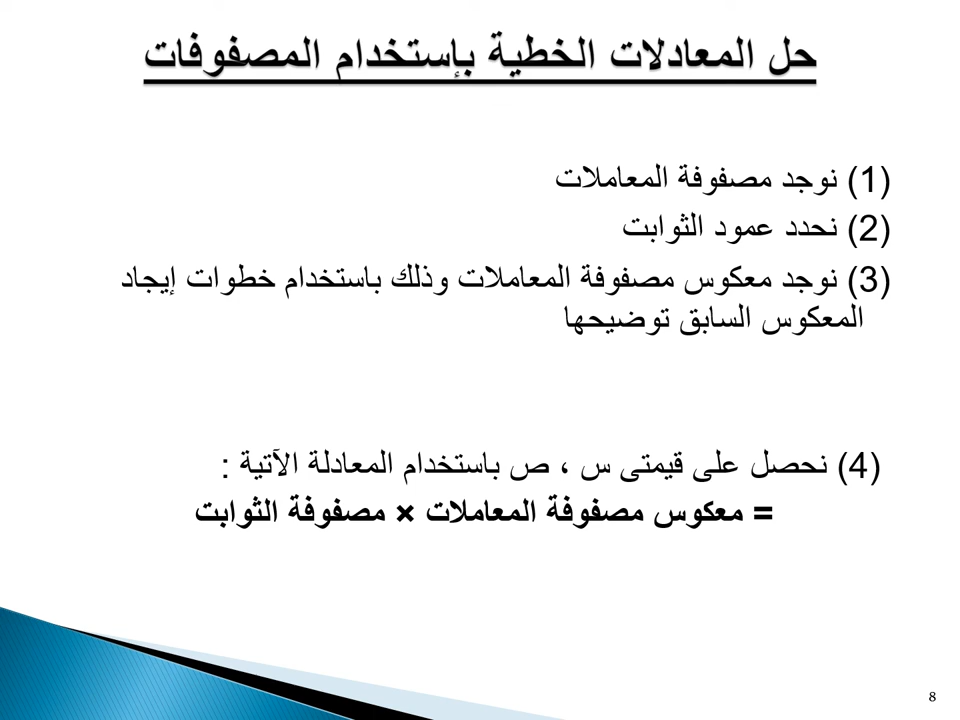 حل المعادلات الخطية بإستخدام المصفوفات
(1) نوجد مصفوفة المعاملات
(2) نحدد عمود الثوابت
(3) نوجد معكوس مصفوفة المعاملات وذلك باستخدام خطوات إيجاد
المعكوس السابق توضيحها
(4) نحصل على قيمتى س ، ص باستخدام المعادلة الآتية :
= معكوس مصفوفة المعاملات × مصفوفة الثوابت
8